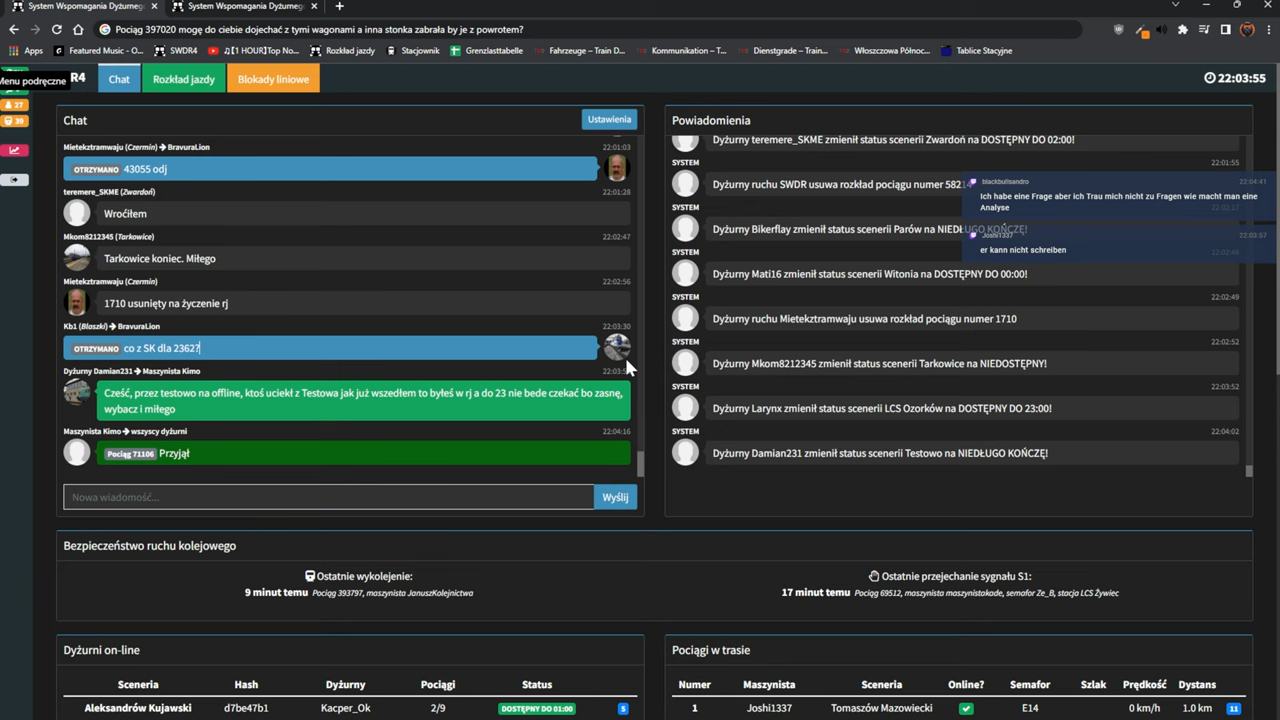 System Wspomagania Dyżurnego
System Wspomagania Dyżurnego
Pociąg 397020 mogę do ciebie dojechać z tymi wagonami a inna stonka zabrała by je z powrotem?
Apps
Featured Music - O...
SWDR4
[1 HOUR]Top No...
Rozkład jazdy
Stacjownik
Grenzlasttabelle
Fahrzeuge – Train D...
Kommunikation – T...
Dienstgrade – Train...
Włoszczowa Północ...
Tablice Stacyjne
Menu podręczne
R4
Chat
Rozkład jazdy
Blokady liniowe
22:03:55
27
39
Chat
Ustawienia
Mietekztramwaju (Czermin) → BravuraLion
22:01:03
OTRZYMANO 43055 odj
teremere_SKME (Zwardoń)
22:01:28
Wróciłem
Mkom8212345 (Tarkowice)
22:02:47
Tarkowice koniec. Miłego
Mietekztramwaju (Czermin)
22:02:56
1710 usunięty na życzenie rj
Kb1 (Blaszki) → BravuraLion
22:03:30
OTRZYMANO co z SK dla 2362?
Dyżurny Damian231 → Maszynista Kimo
Cześć, przez testowo na offline, ktoś uciekł z Testowa jak już wszedłem to byłeś w rj a do 23 nie bede czekać bo zasnę,
wybacz i miłego
Maszynista Kimo → wszyscy dyżurni
22:04:16
Pociąg 71106 Przyjął
Nowa wiadomość...
Wyślij
Powiadomienia
Dyżurny teremere_SKME zmienił status scenerii Zwardoń na DOSTĘPNY DO 02:00!
SYSTEM
22:01:55
Dyżurny ruchu SWDR usuwa rozkład pociągu numer 5821
SYSTEM
Dyżurny Bikerflay zmienił status scenerii Parów na NIEDŁUGO KOŃCZĘ!
SYSTEM
Dyżurny Mati16 zmienił status scenerii Witonia na DOSTĘPNY DO 00:00!
SYSTEM
22:02:49
Dyżurny ruchu Mietekztramwaju usuwa rozkład pociągu numer 1710
SYSTEM
22:02:52
Dyżurny Mkom8212345 zmienił status scenerii Tarkowice na NIEDOSTĘPNY!
SYSTEM
22:03:52
Dyżurny Larynx zmienił status scenerii LCS Ozorków na DOSTĘPNY DO 23:00!
SYSTEM
22:04:02
Dyżurny Damian231 zmienił status scenerii Testowo na NIEDŁUGO KOŃCZĘ!
blackbullsandro
22:04:41
Ich habe eine Frage aber ich Trau mich nicht zu Fragen wie macht man eine
Analyse
Joshi1337
22:03:57
er kann nicht schreiben
Bezpieczeństwo ruchu kolejowego
Ostatnie wykolejenie:
9 minut temu Pociąg 393797, maszynista JanuszKolejnictwa
Ostatnie przejechanie sygnału S1:
17 minut temu Pociąg 69512, maszynista maszynistakade, semafor Ze_B, stacja LCS Żywiec
Dyżurni on-line
Sceneria Hash Dyżurny Pociągi Status
Aleksandrów Kujawski d7be47b1 Kacper_Ok 2/9 DOSTĘPNY DO 01:00 5
Pociągi w trasie
Numer Maszynista Sceneria Online? Semafor Szlak Prędkość Dystans
1 Joshi1337 Tomaszów Mazowiecki E14 0 km/h 1.0 km 11